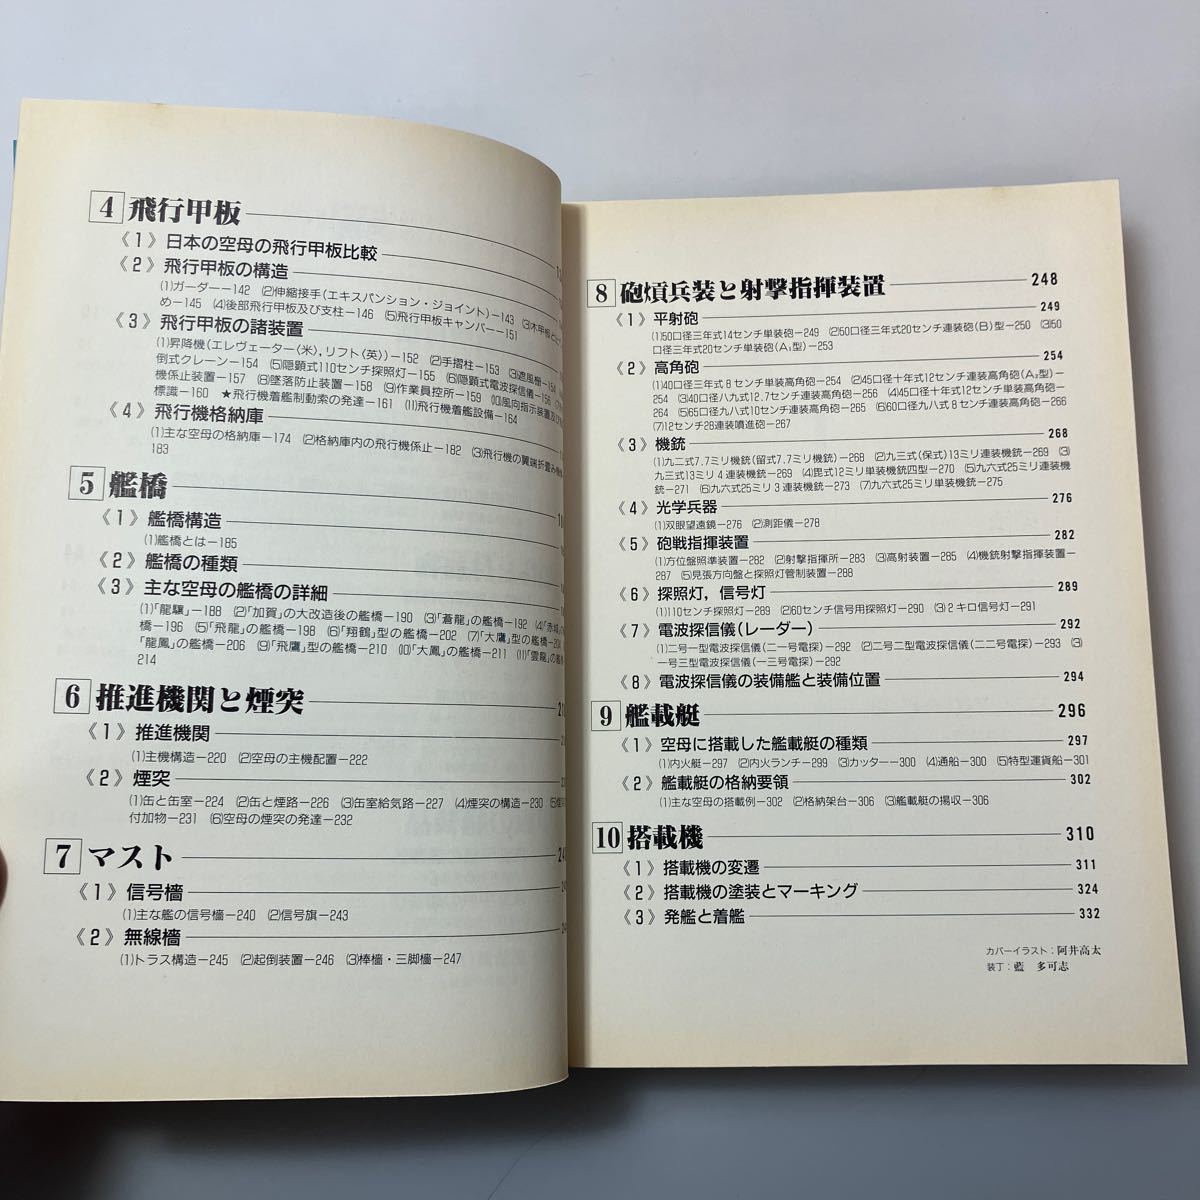 4 飛行甲板
《1》日本の空母の飛行甲板比較
《2》飛行甲板の構造
(1)ガーダー−142 (2)伸縮接手(エキスパンション・ジョイント)−143 (3)木甲板と
め−145 (4)後部飛行甲板及び支柱−146 (5)飛行甲板キャンバー−151
《3》飛行甲板の諸装置
(1)昇降機(エレヴェーター〈米〉,リフト〈英〉)−152 (2)手摺柱−153 (3)遮風柵−154
倒式クレーン−154 (5)隠顕式110センチ探照灯−155 (6)隠顕式電波探信儀−156
機係止装置−157 (8)墜落防止装置−158 (9)作業員控所−159 (10)風向指示装置及び
標識−160 ★飛行機着艦制動索の発達−161 (11)飛行機着艦設備−164
《4》飛行機格納庫
(1)主な空母の格納庫−174 (2)格納庫内の飛行機係止−182 (3)飛行機の翼端折畳み
183
5 艦橋
《1》艦橋構造
(1)艦橋とは−185
《2》艦橋の種類
《3》主な空母の艦橋の詳細
(1)「龍驤」−188 (2)「加賀」の大改造後の艦橋−190 (3)「蒼龍」の艦橋−192 (4)「赤城」
橋−196 (5)「飛龍」の艦橋−198 (6)「翔鶴」型の艦橋−202 (7)「大鷹」型の艦橋−204
「龍鳳」の艦橋−206 (9)「飛鷹」型の艦橋−210 (10)「大鳳」の艦橋−211 (11)「雲龍」の
214
6 推進機関と煙突
《1》推進機関
(1)主機構造−220 (2)空母の主機配置−222
《2》煙突
(1)缶と缶室−224 (2)缶と煙路−226 (3)缶室給気路−227 (4)煙突の構造−230 (5)
付加物−231 (6)空母の煙突の発達−232
7 マスト
《1》信号檣
(1)主な艦の信号檣−240 (2)信号旗−243
《2》無線檣
(1)トラス構造−245 (2)起倒装置−246 (3)棒檣・三脚檣−247
8 砲熕兵装と射撃指揮装置 248
《1》平射砲 249
(1)50口径三年式14センチ単装砲−249 (2)50口径三年式20センチ連装砲(B)型−250 (3)50
口径三年式20センチ単装砲(A₁型)−253
《2》高角砲 254
(1)40口径三年式8センチ単装高角砲−254 (2)45口径十年式12センチ連装高角砲(A₂型)−
254 (3)40口径八九式12.7センチ連装高角砲−256 (4)45口径十年式12センチ単装高角砲−
264 (5)65口径九八式10センチ連装高角砲−265 (6)60口径九八式8センチ連装高角砲−266
(7)12センチ28連装噴進砲−267
《3》機銃 268
(1)九二式7.7ミリ機銃(留式7.7ミリ機銃)−268 (2)九三式(保式)13ミリ連装機銃−269 (3)
九三式13ミリ4連装機銃−269 (4)毘式12ミリ単装機銃四型−270 (5)九六式25ミリ連装機
銃−271 (6)九六式25ミリ3連装機銃−273 (7)九六式25ミリ単装機銃−275
《4》光学兵器 276
(1)双眼望遠鏡−276 (2)測距儀−278
《5》砲戦指揮装置 282
(1)方位盤照準装置−282 (2)射撃指揮所−283 (3)高射装置−285 (4)機銃射撃指揮装置−
287 (5)見張方向盤と探照灯管制装置−288
《6》探照灯,信号灯 289
(1)110センチ探照灯−289 (2)60センチ信号用探照灯−290 (3)2キロ信号灯−291
《7》電波探信儀(レーダー) 292
(1)二号一型電波探信儀(二一号電探)−292 (2)二号二型電波探信儀(二二号電探)−293 (3)
一号三型電波探信儀(一三号電探)−292
《8》電波探信儀の装備艦と装備位置 294
9 艦載艇 296
《1》空母に搭載した艦載艇の種類 297
(1)内火艇−297 (2)内火ランチ−299 (3)カッター−300 (4)通船−300 (5)特型運貨船−301
《2》艦載艇の格納要領 302
(1)主な空母の搭載例−302 (2)格納架台−306 (3)艦載艇の揚収−306
10 搭載機 310
《1》搭載機の変遷 311
《2》搭載機の塗装とマーキング 324
《3》発艦と着艦 332
カバーイラスト:阿井高太
装丁:藍 多可志